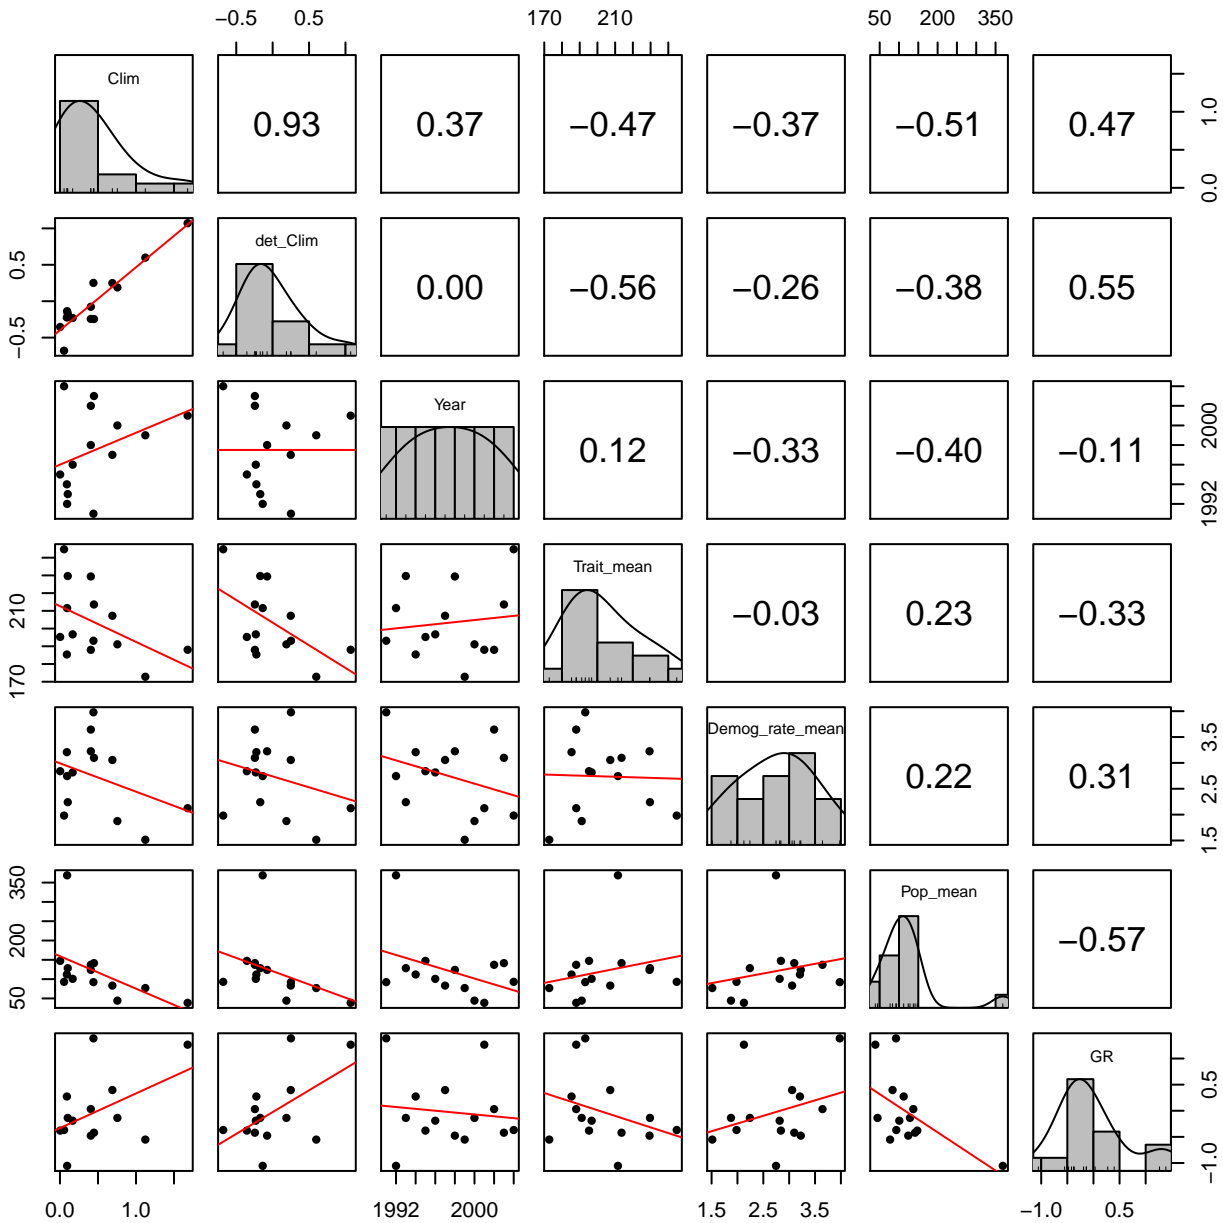 −0.5 0.5 170 210 50 200 350
Clim
0.93 0.37 −0.47 −0.37 −0.51 0.47
0.0 1.0
−0.5 0.5
det_Clim
0.00 −0.56 −0.26 −0.38 0.55
Year
0.12 −0.33 −0.40 −0.11
1992 2000
170 210
Trait_mean
−0.03 0.23 −0.33
Demog_rate_mean
0.22 0.31
1.5 2.5 3.5
50 200 350
Pop_mean
−0.57
GR
−1.0 0.5
0.0 1.0 1992 2000 1.5 2.5 3.5 −1.0 0.5